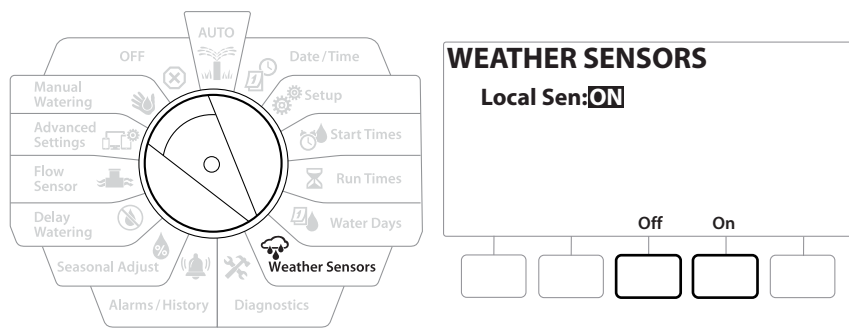 AUTO
OFF
Date/Time
Manual
Watering
Setup
Advanced
Settings
Start Times
Flow
Sensor
Run Times
Delay
Watering
Water Days
Seasonal Adjust
Weather Sensors
Alarms/History
Diagnostics
WEATHER SENSORS
Local Sen:ON
Off On